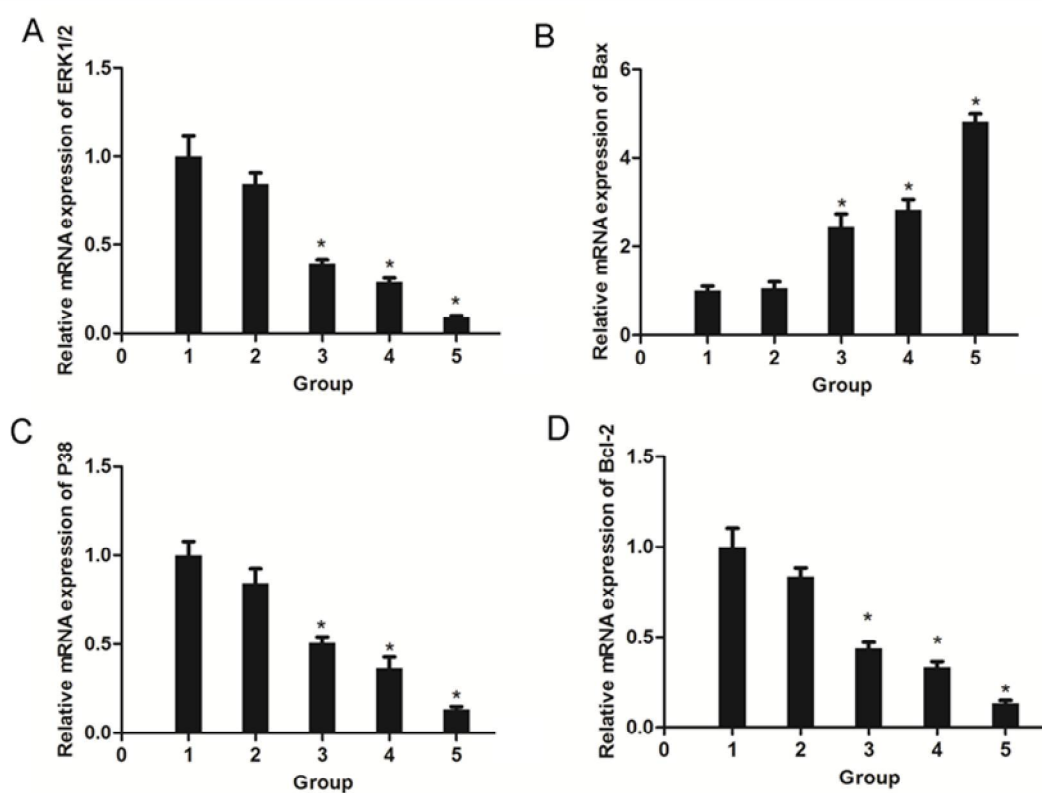 A
Relative mRNA expression of ERK1/2
1.5
1.0
0.5
0.0
*
*
*
0 1 2 3 4 5
Group
B
Relative mRNA expression of Bax
6
4
2
0
*
*
*
0 1 2 3 4 5
Group
C
Relative mRNA expression of P38
1.5
1.0
0.5
0.0
*
*
*
0 1 2 3 4 5
Group
D
Relative mRNA expression of Bcl-2
1.5
1.0
0.5
0.0
*
*
*
0 1 2 3 4 5
Group